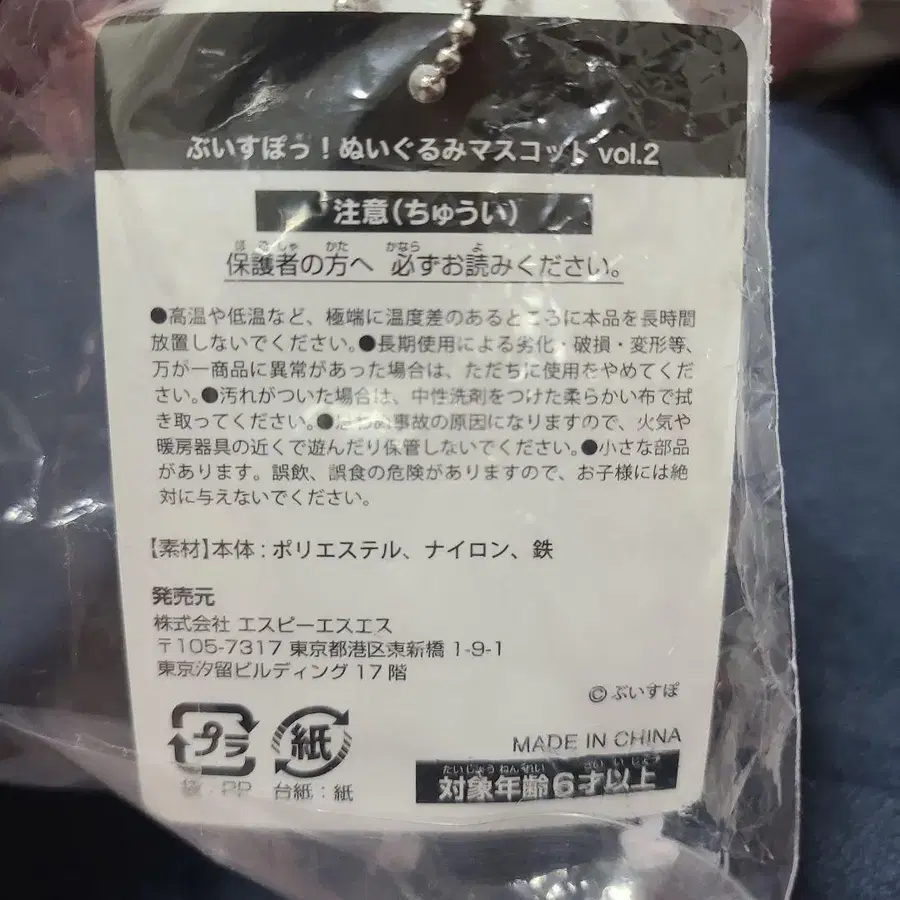 ぶいすぽっ!ぬいぐるみマスコット vol.2
注意(ちゅうい)
ほごしゃ かた かなら よ
保護者の方へ 必ずお読みください。
●高温や低温など、極端に温度差のあるところに本品を長時間
放置しないでください。●長期使用による劣化・破損・変形等、
万が一商品に異常があった場合は、ただちに使用をやめてくだ
さい。●汚れがついた場合は、中性洗剤をつけた柔らかい布で拭
き取ってください。●思わぬ事故の原因になりますので、火気や
暖房器具の近くで遊んだり保管しないでください。●小さな部品
があります。誤飲、誤食の危険がありますので、お子様には絶
対に与えないでください。
【素材】本体:ポリエステル、ナイロン、鉄
発売元
株式会社 エスピーエスエス
〒105-7317 東京都港区東新橋 1-9-1
東京汐留ビルディング 17階
©ぶいすぽ
プラ 紙
袋:PP 台紙:紙
MADE IN CHINA
たいしょうねんれい さいいじょう
対象年齢6才以上